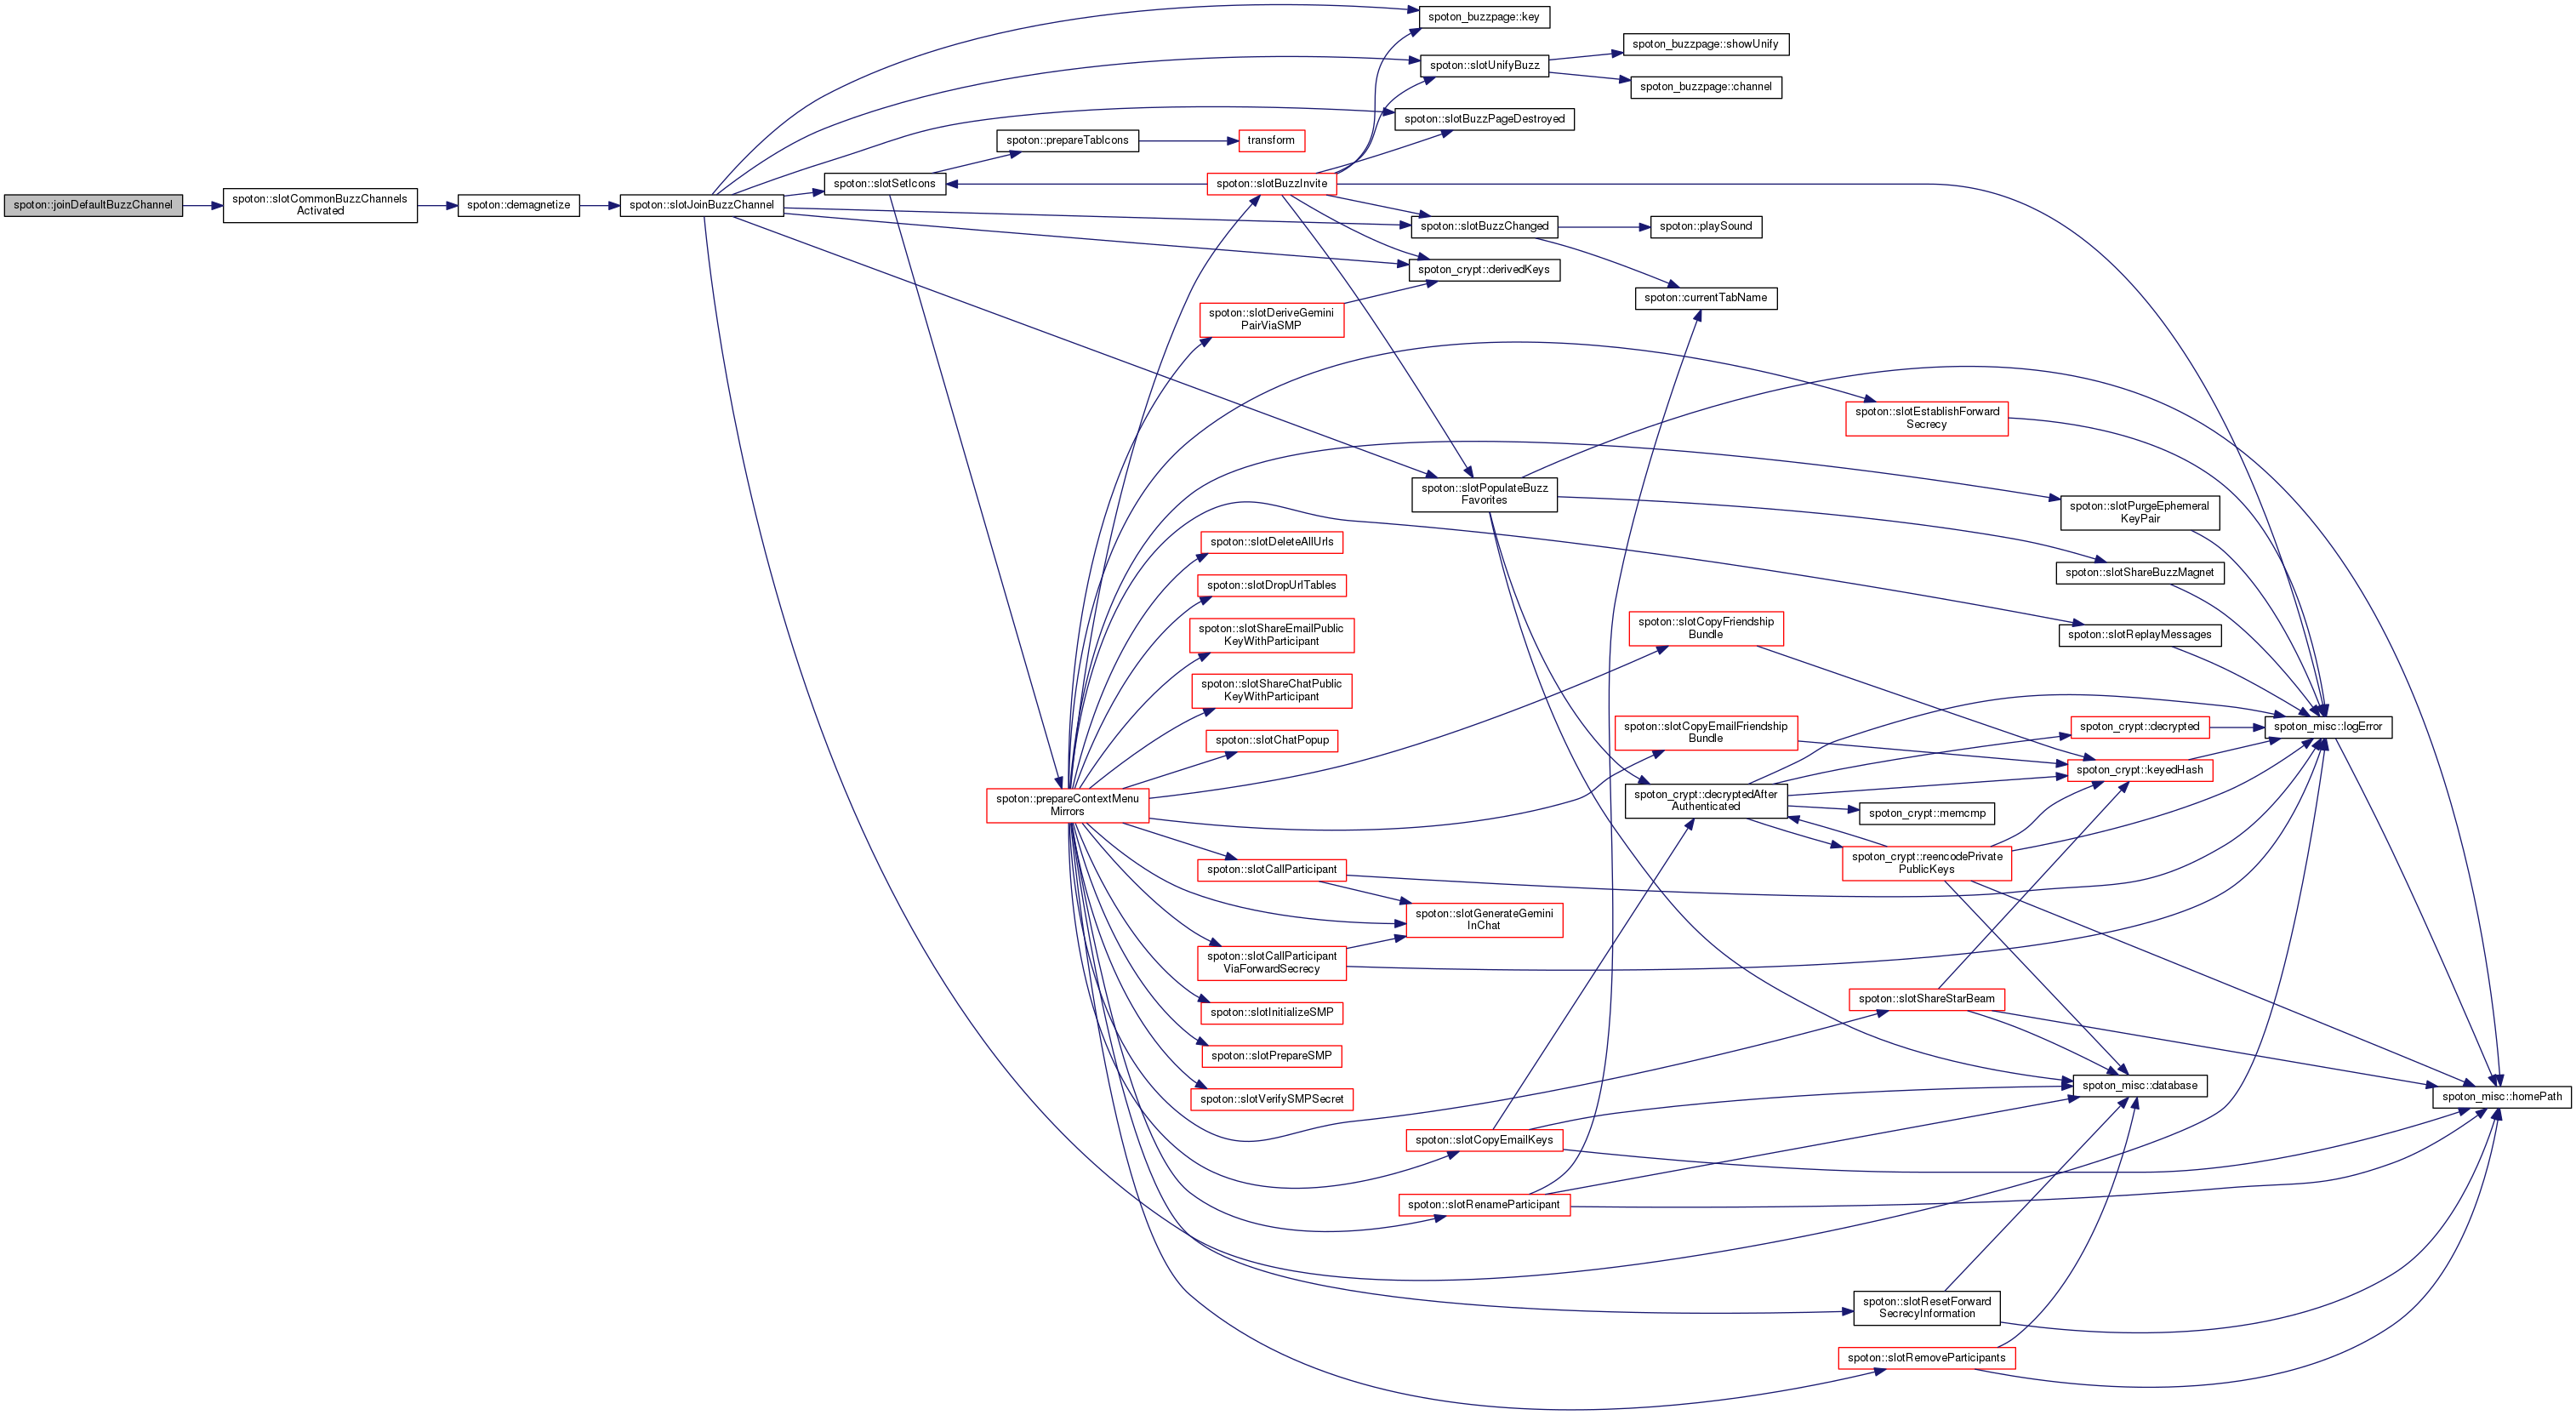 spoton::joinDefaultBuzzChannel
spoton::slotCommonBuzzChannels
Activated
spoton::demagnetize
spoton::slotJoinBuzzChannel
spoton::slotSetIcons
spoton::prepareTabIcons
transform
spoton::prepareContextMenu
Mirrors
spoton::slotBuzzInvite
spoton::slotDeriveGemini
PairViaSMP
spoton::slotDeleteAllUrls
spoton::slotDropUrlTables
spoton::slotShareEmailPublic
KeyWithParticipant
spoton::slotShareChatPublic
KeyWithParticipant
spoton::slotChatPopup
spoton::slotCallParticipant
spoton::slotCallParticipant
ViaForwardSecrecy
spoton::slotInitializeSMP
spoton::slotPrepareSMP
spoton::slotVerifySMPSecret
spoton_buzzpage::key
spoton::slotUnifyBuzz
spoton::slotBuzzPageDestroyed
spoton::slotBuzzChanged
spoton_crypt::derivedKeys
spoton::slotPopulateBuzz
Favorites
spoton::slotGenerateGemini
InChat
spoton::slotCopyEmailKeys
spoton::slotRenameParticipant
spoton_buzzpage::showUnify
spoton_buzzpage::channel
spoton::playSound
spoton::currentTabName
spoton::slotCopyFriendship
Bundle
spoton::slotCopyEmailFriendship
Bundle
spoton_crypt::decryptedAfter
Authenticated
spoton::slotEstablishForward
Secrecy
spoton_crypt::memcmp
spoton_crypt::reencodePrivate
PublicKeys
spoton::slotShareStarBeam
spoton::slotResetForward
SecrecyInformation
spoton::slotRemoveParticipants
spoton::slotPurgeEphemeral
KeyPair
spoton::slotShareBuzzMagnet
spoton::slotReplayMessages
spoton_crypt::decrypted
spoton_crypt::keyedHash
spoton_misc::database
spoton_misc::logError
spoton_misc::homePath